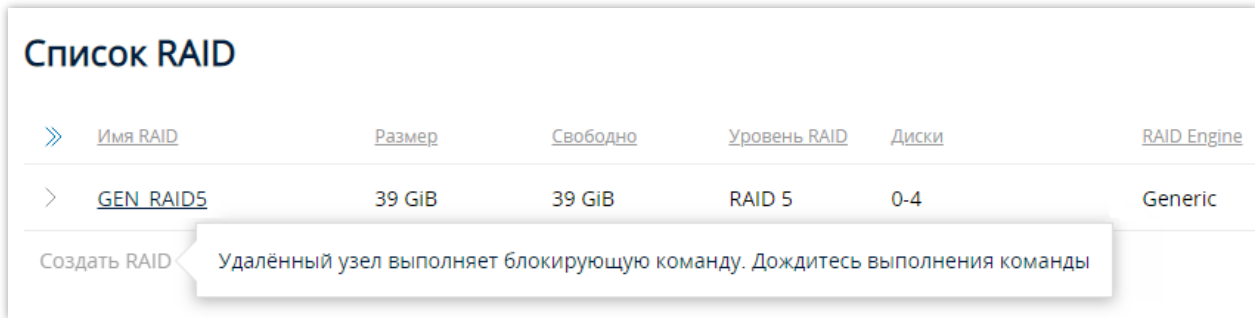 Список RAID
Имя RAID Размер Свободно Уровень RAID Диски RAID Engine
GEN_RAID5 39 GiB 39 GiB RAID 5 0-4 Generic
Создать RAID Удалённый узел выполняет блокирующую команду. Дождитесь выполнения команды